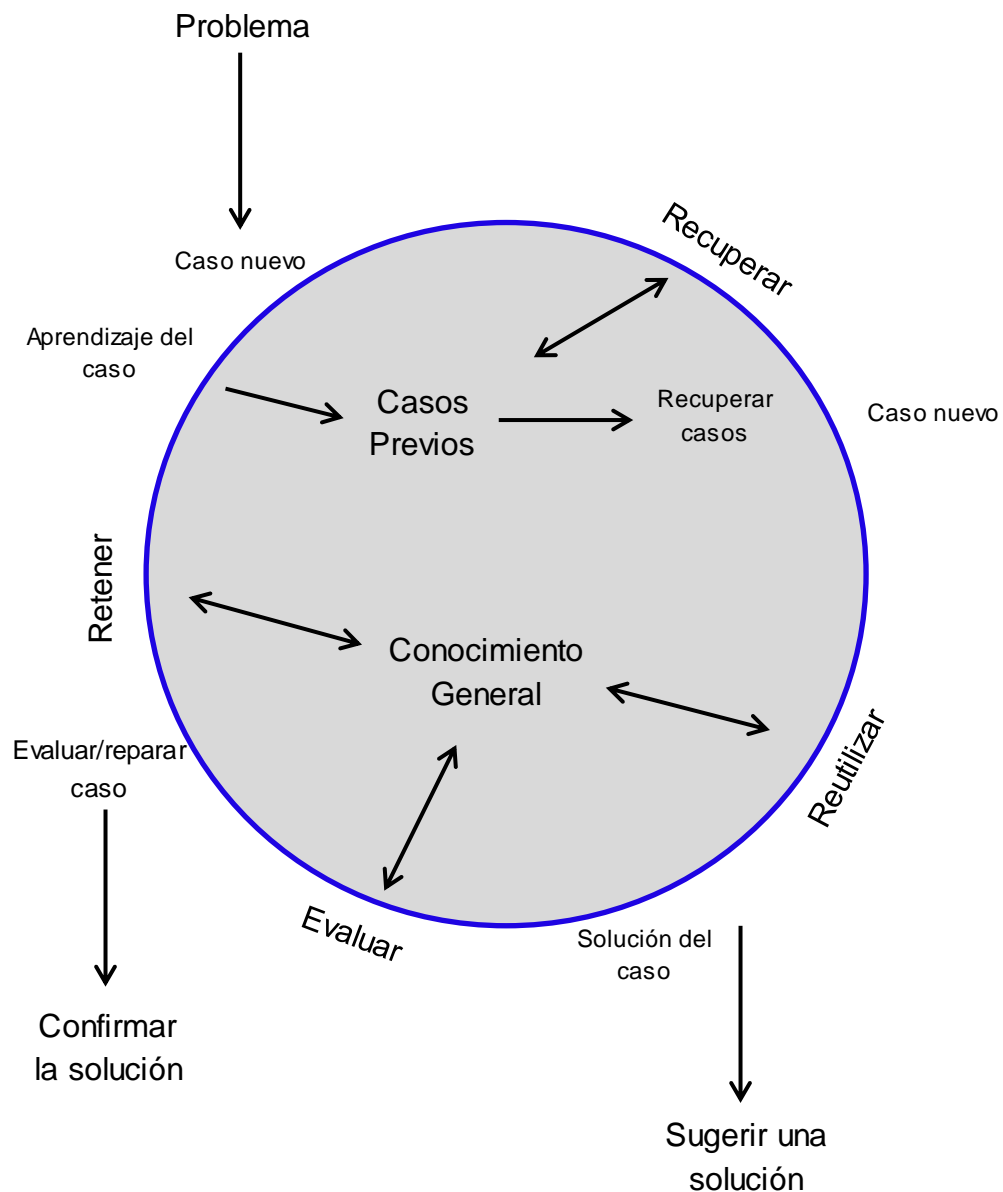 Problema
Recuperar
Caso nuevo
Aprendizaje del
caso
Casos
Previos
Recuperar
casos
Caso nuevo
Retener
Conocimiento
General
Evaluar/reparar
caso
Reutilizar
Evaluar
Solución del
caso
Confirmar
la solución
Sugerir una
solución